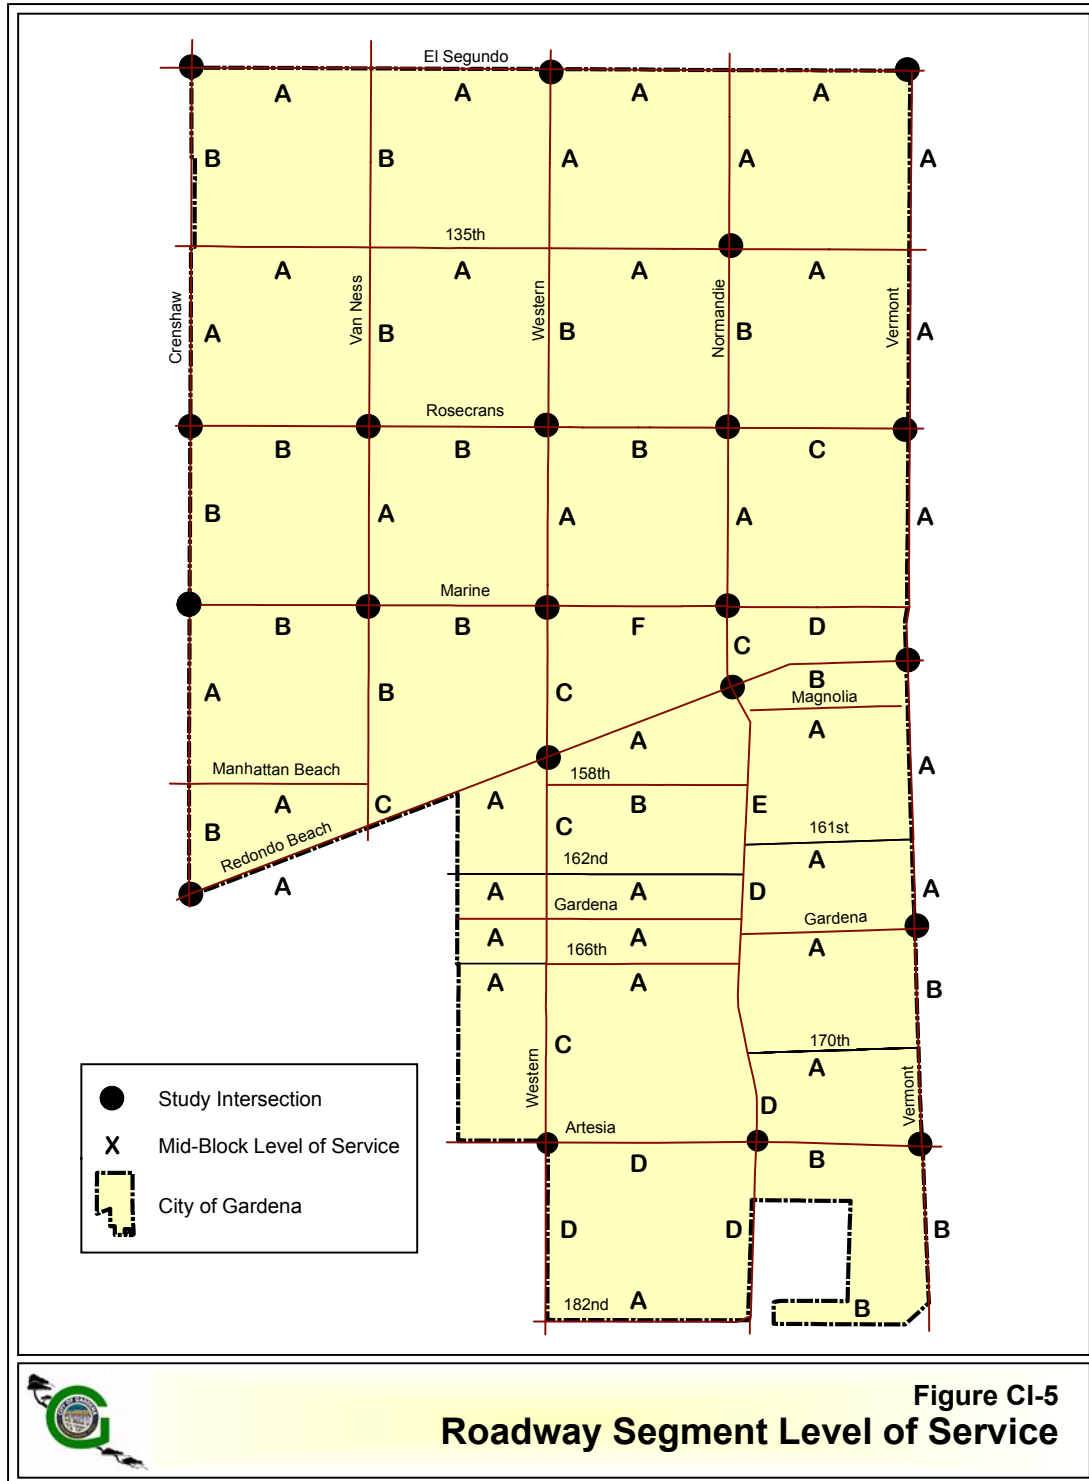 El Segundo
A A A A
B B A A A
135th
A A A A
Crenshaw
Van Ness
Western
Normandie
Vermont
A B B B A
Rosecrans
B B B C
B A A A A
Marine
B B F D
C
B
A B C
Magnolia
A A
Manhattan Beach
158th
A
A A C B E
161st
B C
Redondo Beach
A
162nd
A
A A D A
Gardena
Gardena
A A A
166th
A A
B
170th
C
A
Western
Vermont
D
Artesia
D B
D D B
182nd
A B
Study Intersection
X Mid-Block Level of Service
City of Gardena
Figure CI-5
Roadway Segment Level of Service